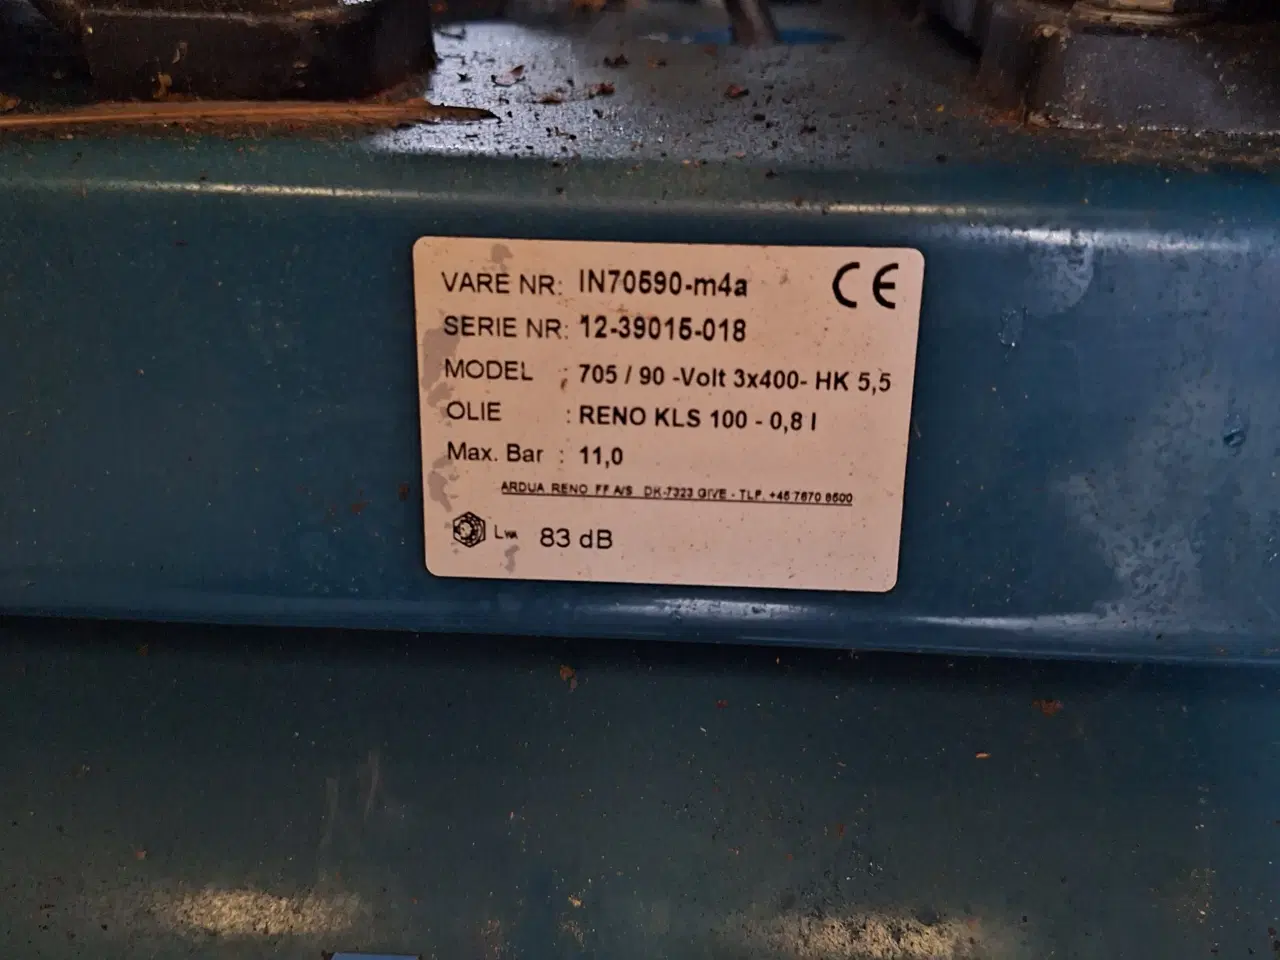 VARE NR: IN70590-m4a CE
SERIE NR: 12-39015-018
MODEL : 705 / 90 -Volt 3x400- HK 5,5
OLIE : RENO KLS 100 - 0,8 l
Max. Bar : 11,0
ARDUA RENO FF A/S DK-7323 GIVE - TLF. +45 7670 8500
LWA 83 dB